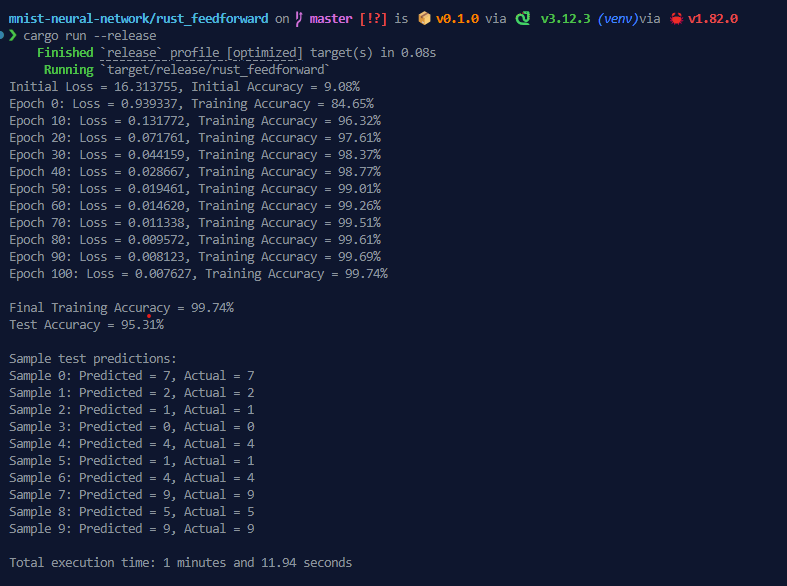 mnist-neural-network/rust_feedforward on master [!?] is v0.1.0 via v3.12.3 (venv)via v1.82.0
❯ cargo run --release
Finished `release` profile [optimized] target(s) in 0.08s
Running `target/release/rust_feedforward`
Initial Loss = 16.313755, Initial Accuracy = 9.08%
Epoch 0: Loss = 0.939337, Training Accuracy = 84.65%
Epoch 10: Loss = 0.131772, Training Accuracy = 96.32%
Epoch 20: Loss = 0.071761, Training Accuracy = 97.61%
Epoch 30: Loss = 0.044159, Training Accuracy = 98.37%
Epoch 40: Loss = 0.028667, Training Accuracy = 98.77%
Epoch 50: Loss = 0.019461, Training Accuracy = 99.01%
Epoch 60: Loss = 0.014620, Training Accuracy = 99.26%
Epoch 70: Loss = 0.011338, Training Accuracy = 99.51%
Epoch 80: Loss = 0.009572, Training Accuracy = 99.61%
Epoch 90: Loss = 0.008123, Training Accuracy = 99.69%
Epoch 100: Loss = 0.007627, Training Accuracy = 99.74%
Final Training Accuracy = 99.74%
Test Accuracy = 95.31%
Sample test predictions:
Sample 0: Predicted = 7, Actual = 7
Sample 1: Predicted = 2, Actual = 2
Sample 2: Predicted = 1, Actual = 1
Sample 3: Predicted = 0, Actual = 0
Sample 4: Predicted = 4, Actual = 4
Sample 5: Predicted = 1, Actual = 1
Sample 6: Predicted = 4, Actual = 4
Sample 7: Predicted = 9, Actual = 9
Sample 8: Predicted = 5, Actual = 5
Sample 9: Predicted = 9, Actual = 9
Total execution time: 1 minutes and 11.94 seconds